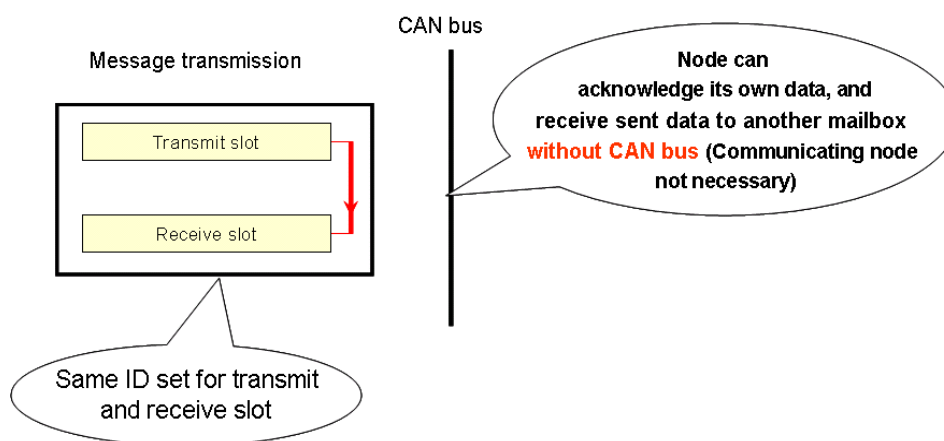 CAN bus
Message transmission
Transmit slot
Receive slot
Node can
acknowledge its own data, and
receive sent data to another mailbox
without CAN bus (Communicating node
not necessary)
Same ID set for transmit
and receive slot